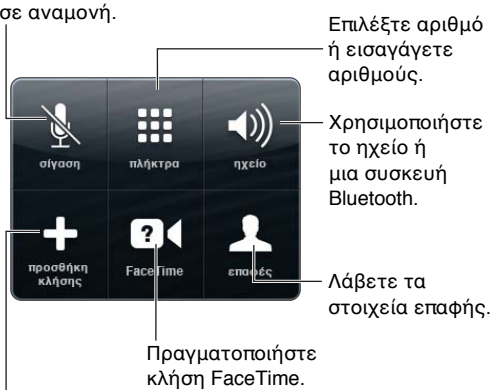 σε αναμονή.
Επιλέξτε αριθμό
ή εισαγάγετε
αριθμούς.
σίγαση
πλήκτρα
ηχείο
Χρησιμοποιήστε
το ηχείο ή
μια συσκευή
Bluetooth.
προσθήκη
κλήσης
FaceTime
επαφές
Λάβετε τα
στοιχεία επαφής.
Πραγματοποιήστε
κλήση FaceTime.